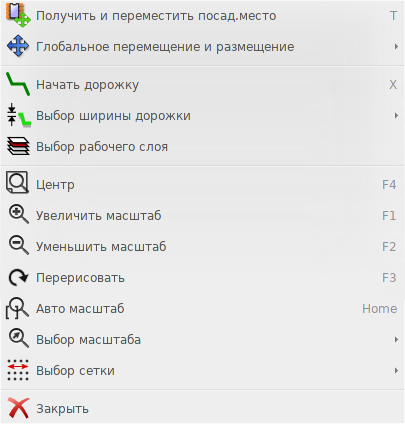 Получить и переместить посад.место T
Глобальное перемещение и размещение
Начать дорожку X
Выбор ширины дорожки
Выбор рабочего слоя
Центр F4
Увеличить масштаб F1
Уменьшить масштаб F2
Перерисовать F3
Авто масштаб Home
Выбор масштаба
Выбор сетки
Закрыть